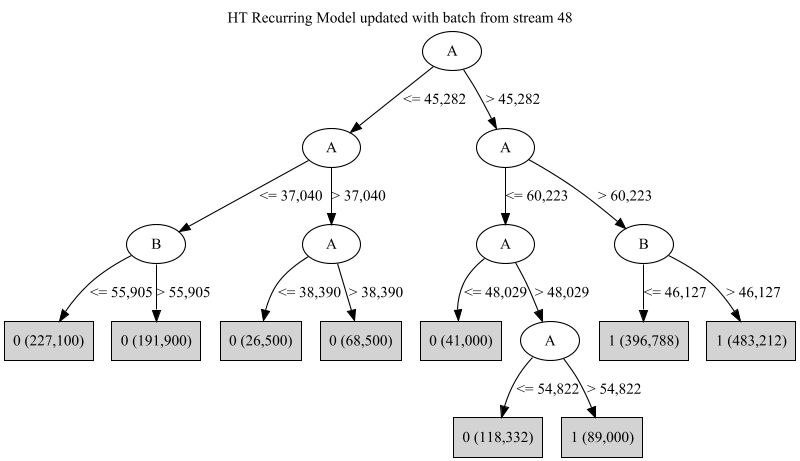 HT Recurring Model updated with batch from stream 48
A
<= 45,282
> 45,282
A
A
<= 37,040
> 37,040
<= 60,223
> 60,223
B
A
A
B
<= 55,905
> 55,905
<= 38,390
> 38,390
<= 48,029
> 48,029
<= 46,127
> 46,127
0 (227,100)
0 (191,900)
0 (26,500)
0 (68,500)
0 (41,000)
A
1 (396,788)
1 (483,212)
<= 54,822
> 54,822
0 (118,332)
1 (89,000)